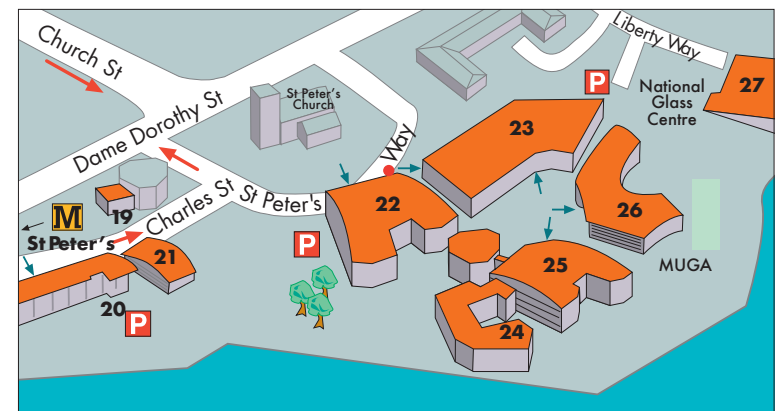 Church St
Liberty Way
P
National
Glass
Centre
27
St Peter's
Church
23
Dame Dorothy St
Way
19
M
St Peter's
Charles St
St Peter's
22
26
21
P
25
MUGA
20
P
24